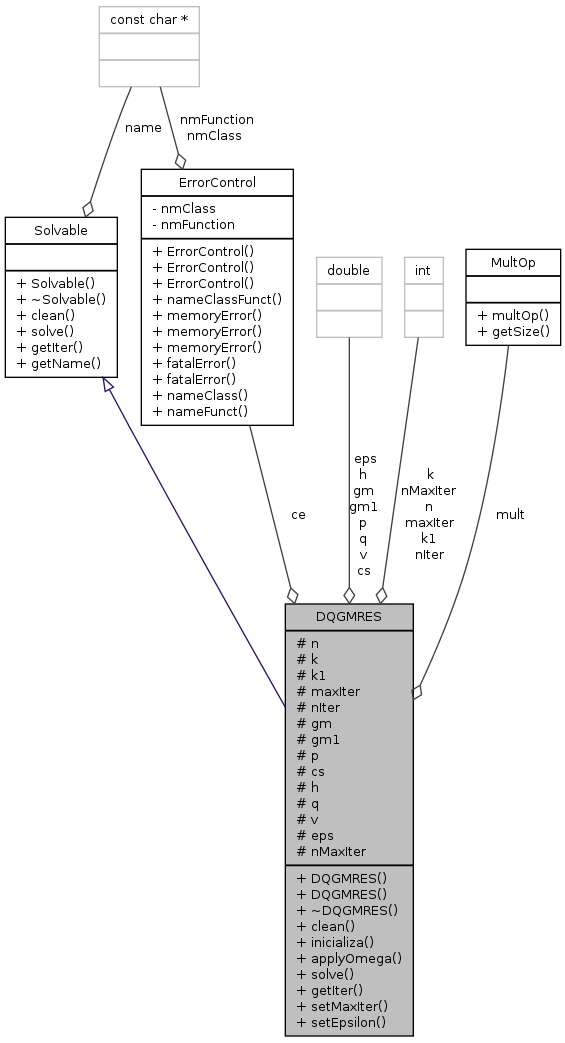 const char *
name
nmFunction
nmClass
ErrorControl
- nmClass
- nmFunction
+ ErrorControl()
+ ErrorControl()
+ ErrorControl()
+ nameClassFunct()
+ memoryError()
+ memoryError()
+ memoryError()
+ fatalError()
+ fatalError()
+ nameClass()
+ nameFunct()
Solvable
+ Solvable()
+ ~Solvable()
+ clean()
+ solve()
+ getIter()
+ getName()
double
int
MultOp
+ multOp()
+ getSize()
ce
eps
h
gm
gm1
p
q
v
cs
k
nMaxIter
n
maxIter
k1
nIter
mult
DQGMRES
# n
# k
# k1
# maxIter
# nIter
# gm
# gm1
# p
# cs
# h
# q
# v
# eps
# nMaxIter
+ DQGMRES()
+ DQGMRES()
+ ~DQGMRES()
+ clean()
+ inicializa()
+ applyOmega()
+ solve()
+ getIter()
+ setMaxIter()
+ setEpsilon()